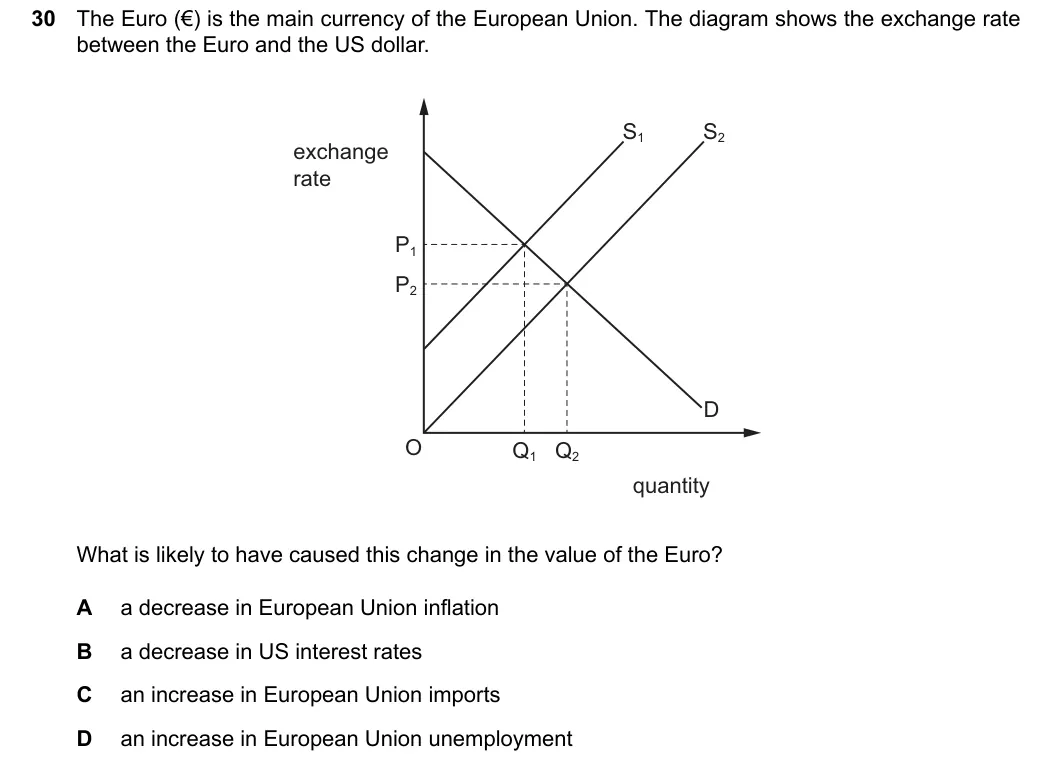 30 The Euro (€) is the main currency of the European Union. The diagram shows the exchange rate
between the Euro and the US dollar.
exchange
rate
S1
S2
P1
P2
D
O
Q1 Q2
quantity
What is likely to have caused this change in the value of the Euro?
A a decrease in European Union inflation
B a decrease in US interest rates
C an increase in European Union imports
D an increase in European Union unemployment